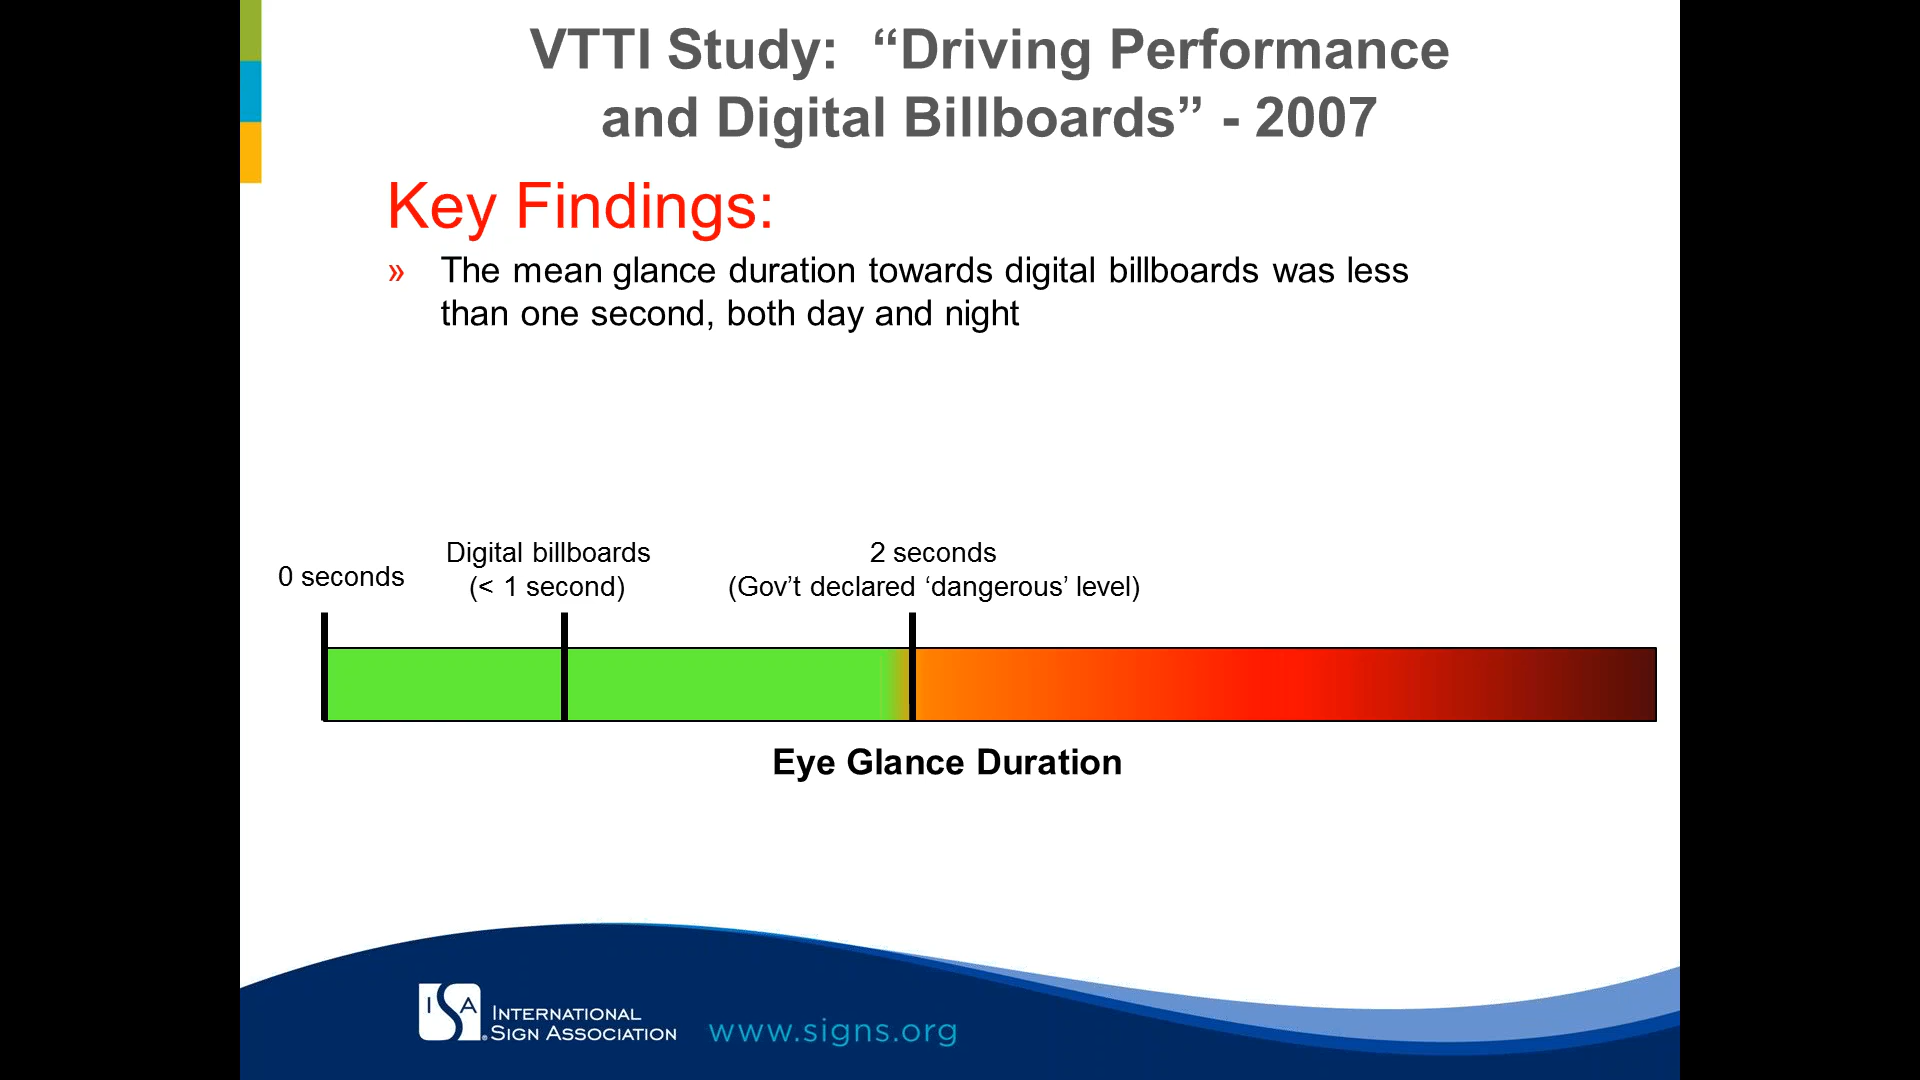 VTTI Study: “Driving Performance
and Digital Billboards” - 2007
Key Findings:
» The mean glance duration towards digital billboards was less
than one second, both day and night
0 seconds
Digital billboards
(< 1 second)
2 seconds
(Gov’t declared ‘dangerous’ level)
Eye Glance Duration
ISA
INTERNATIONAL
SIGN ASSOCIATION
www.signs.org